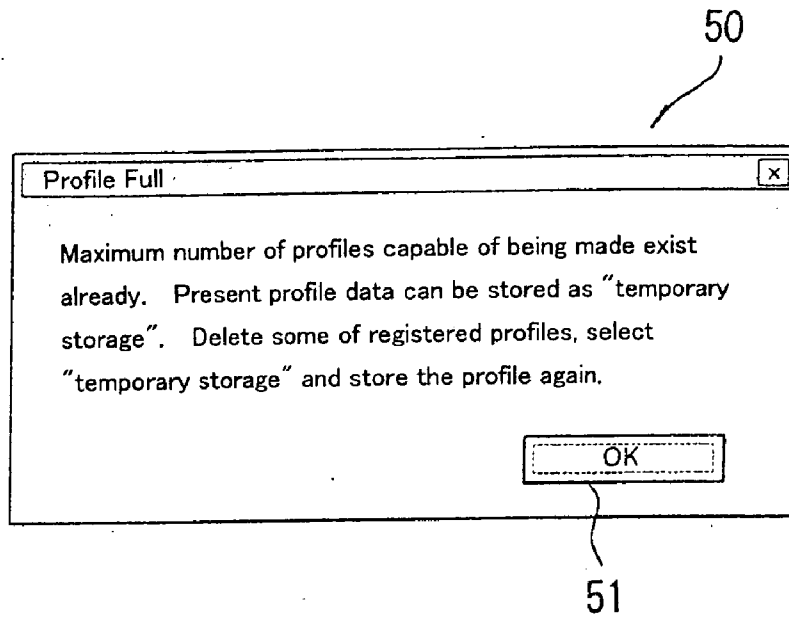 50
Profile Full
x
Maximum number of profiles capable of being made exist
already. Present profile data can be stored as "temporary
storage". Delete some of registered profiles, select
"temporary storage" and store the profile again.
OK
51